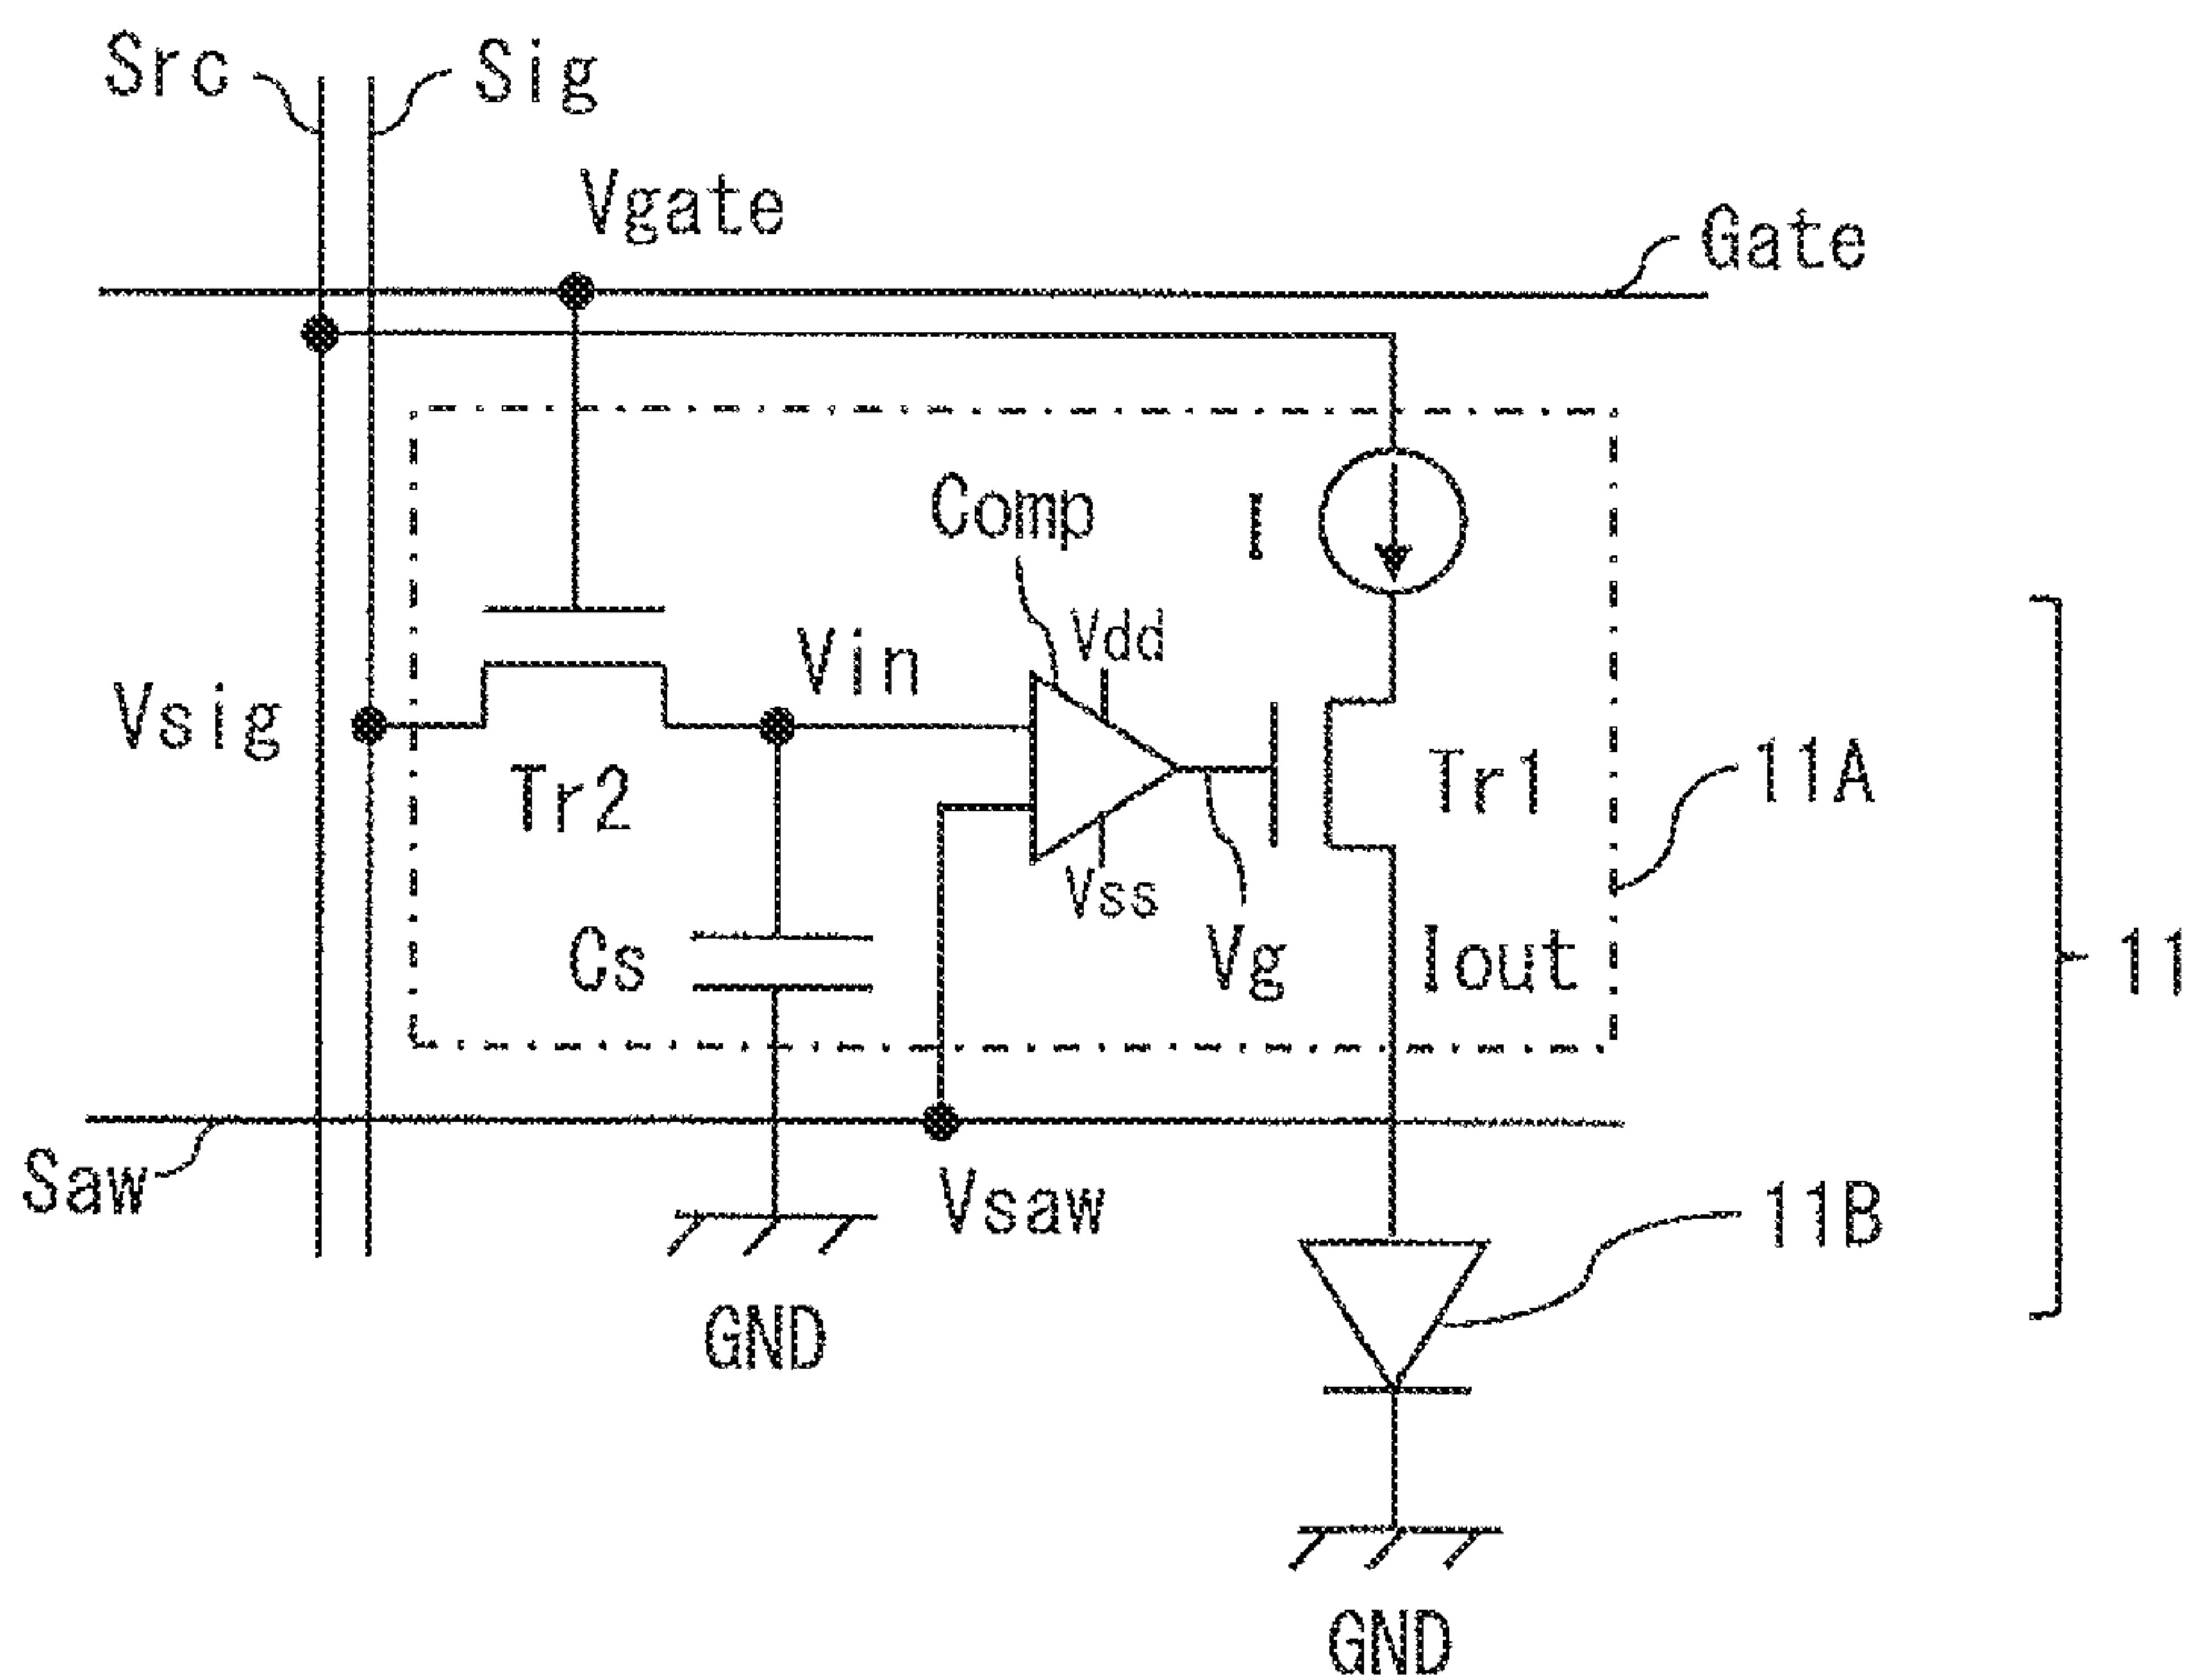 Src
Sig
Vgate
Gate
Comp
I
Vdd
Vin
Vsig
Tr2
Tr1
11A
Vss
Cs
Vg
Iout
11
Saw
Vsaw
11B
GND
GND